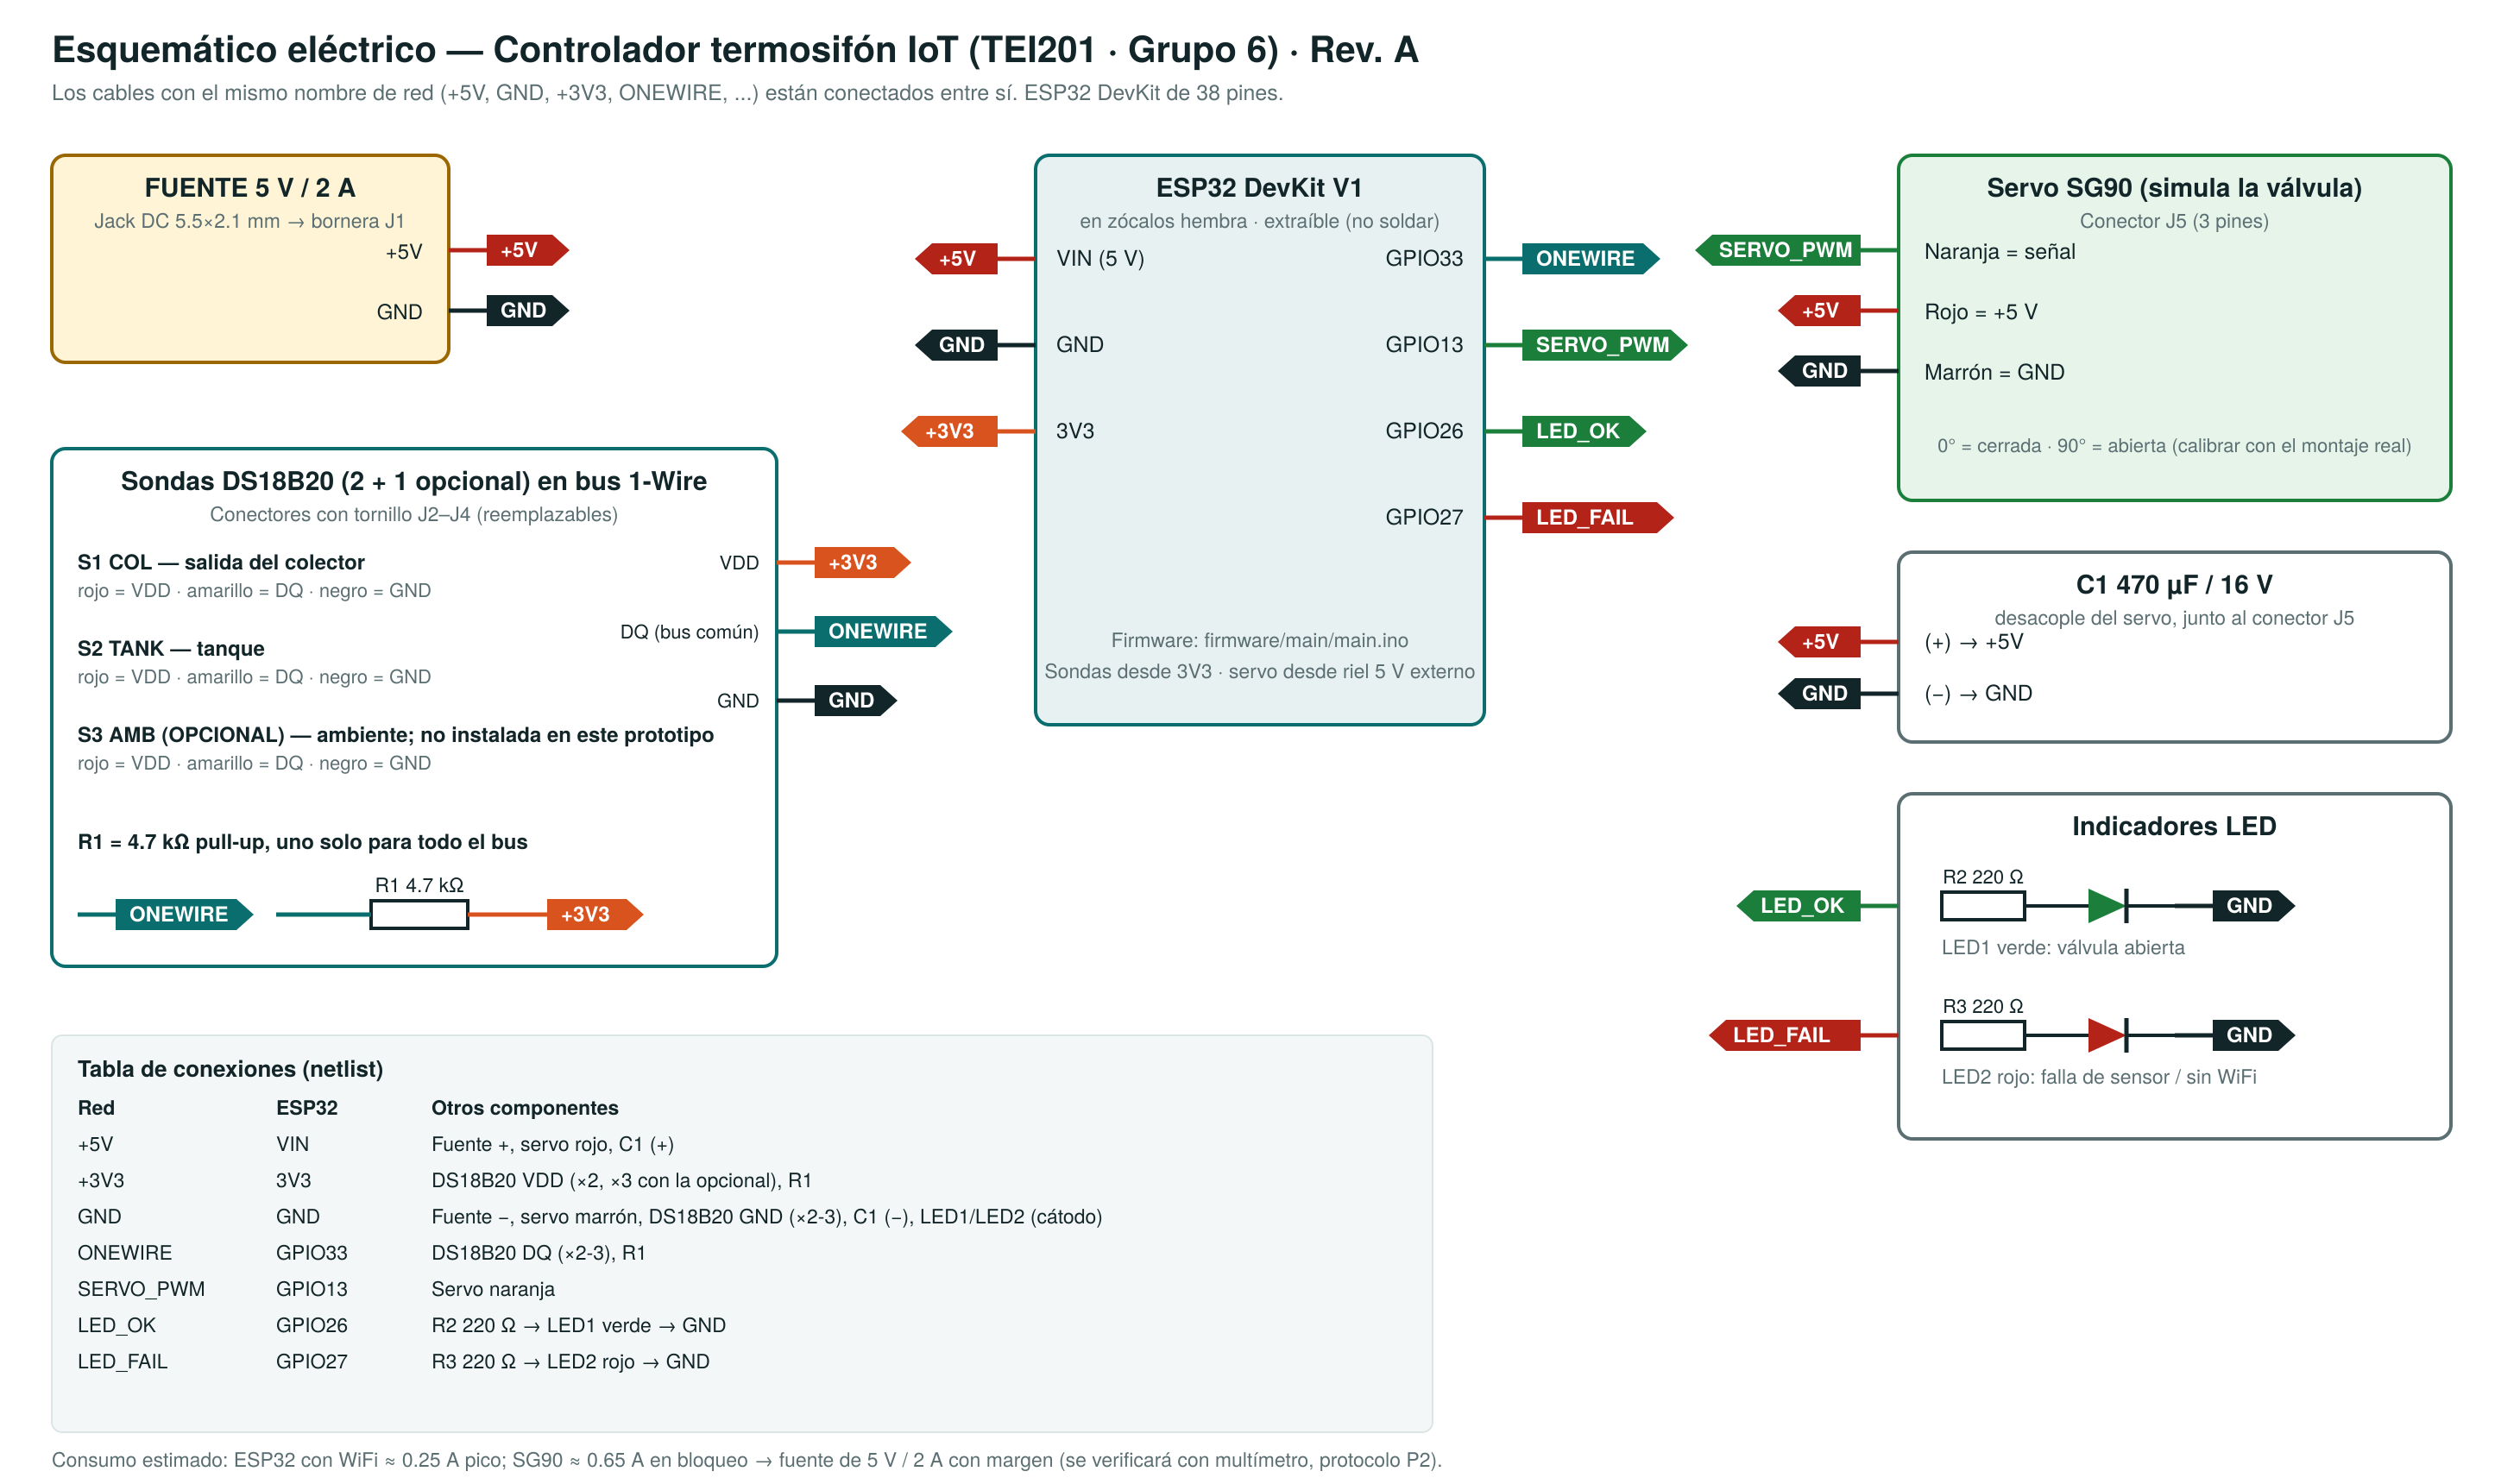 Esquemático eléctrico — Controlador termosifón IoT (TEI201 · Grupo 6) · Rev. A
Los cables con el mismo nombre de red (+5V, GND, +3V3, ONEWIRE, ...) están conectados entre sí. ESP32 DevKit de 38 pines.
FUENTE 5 V / 2 A
Jack DC 5.5×2.1 mm → bornera J1
+5V
+5V
GND
GND
Sondas DS18B20 (2 + 1 opcional) en bus 1-Wire
Conectores con tornillo J2–J4 (reemplazables)
S1 COL — salida del colector
rojo = VDD · amarillo = DQ · negro = GND
S2 TANK — tanque
rojo = VDD · amarillo = DQ · negro = GND
S3 AMB (OPCIONAL) — ambiente; no instalada en este prototipo
rojo = VDD · amarillo = DQ · negro = GND
VDD
+3V3
DQ (bus común)
ONEWIRE
GND
GND
R1 = 4.7 kΩ pull-up, uno solo para todo el bus
R1 4.7 kΩ
ONEWIRE
+3V3
ESP32 DevKit V1
en zócalos hembra · extraíble (no soldar)
+5V
VIN (5 V)
GPIO33
ONEWIRE
GND
GND
GPIO13
SERVO_PWM
+3V3
3V3
GPIO26
LED_OK
GPIO27
LED_FAIL
Firmware: firmware/main/main.ino
Sondas desde 3V3 · servo desde riel 5 V externo
Servo SG90 (simula la válvula)
Conector J5 (3 pines)
SERVO_PWM
Naranja = señal
+5V
Rojo = +5 V
GND
Marrón = GND
0° = cerrada · 90° = abierta (calibrar con el montaje real)
C1 470 µF / 16 V
desacople del servo, junto al conector J5
+5V
(+) → +5V
GND
(−) → GND
Indicadores LED
R2 220 Ω
LED_OK
GND
LED1 verde: válvula abierta
R3 220 Ω
LED_FAIL
GND
LED2 rojo: falla de sensor / sin WiFi
Tabla de conexiones (netlist)
Red ESP32 Otros componentes
+5V VIN Fuente +, servo rojo, C1 (+)
+3V3 3V3 DS18B20 VDD (×2, ×3 con la opcional), R1
GND GND Fuente −, servo marrón, DS18B20 GND (×2-3), C1 (−), LED1/LED2 (cátodo)
ONEWIRE GPIO33 DS18B20 DQ (×2-3), R1
SERVO_PWM GPIO13 Servo naranja
LED_OK GPIO26 R2 220 Ω → LED1 verde → GND
LED_FAIL GPIO27 R3 220 Ω → LED2 rojo → GND
Consumo estimado: ESP32 con WiFi ≈ 0.25 A pico; SG90 ≈ 0.65 A en bloqueo → fuente de 5 V / 2 A con margen (se verificará con multímetro, protocolo P2).